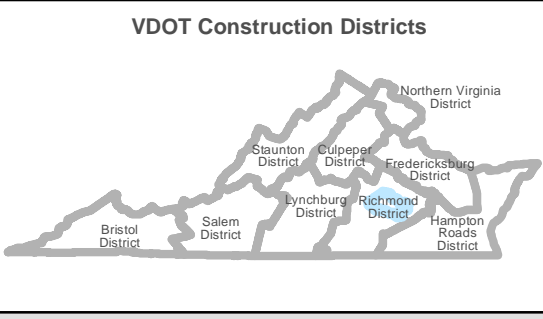 VDOT Construction Districts
Northern Virginia
District
Staunton
District
Culpeper
District
Fredericksburg
District
Lynchburg
District
Richmond
District
Salem
District
Bristol
District
Hampton
Roads
District